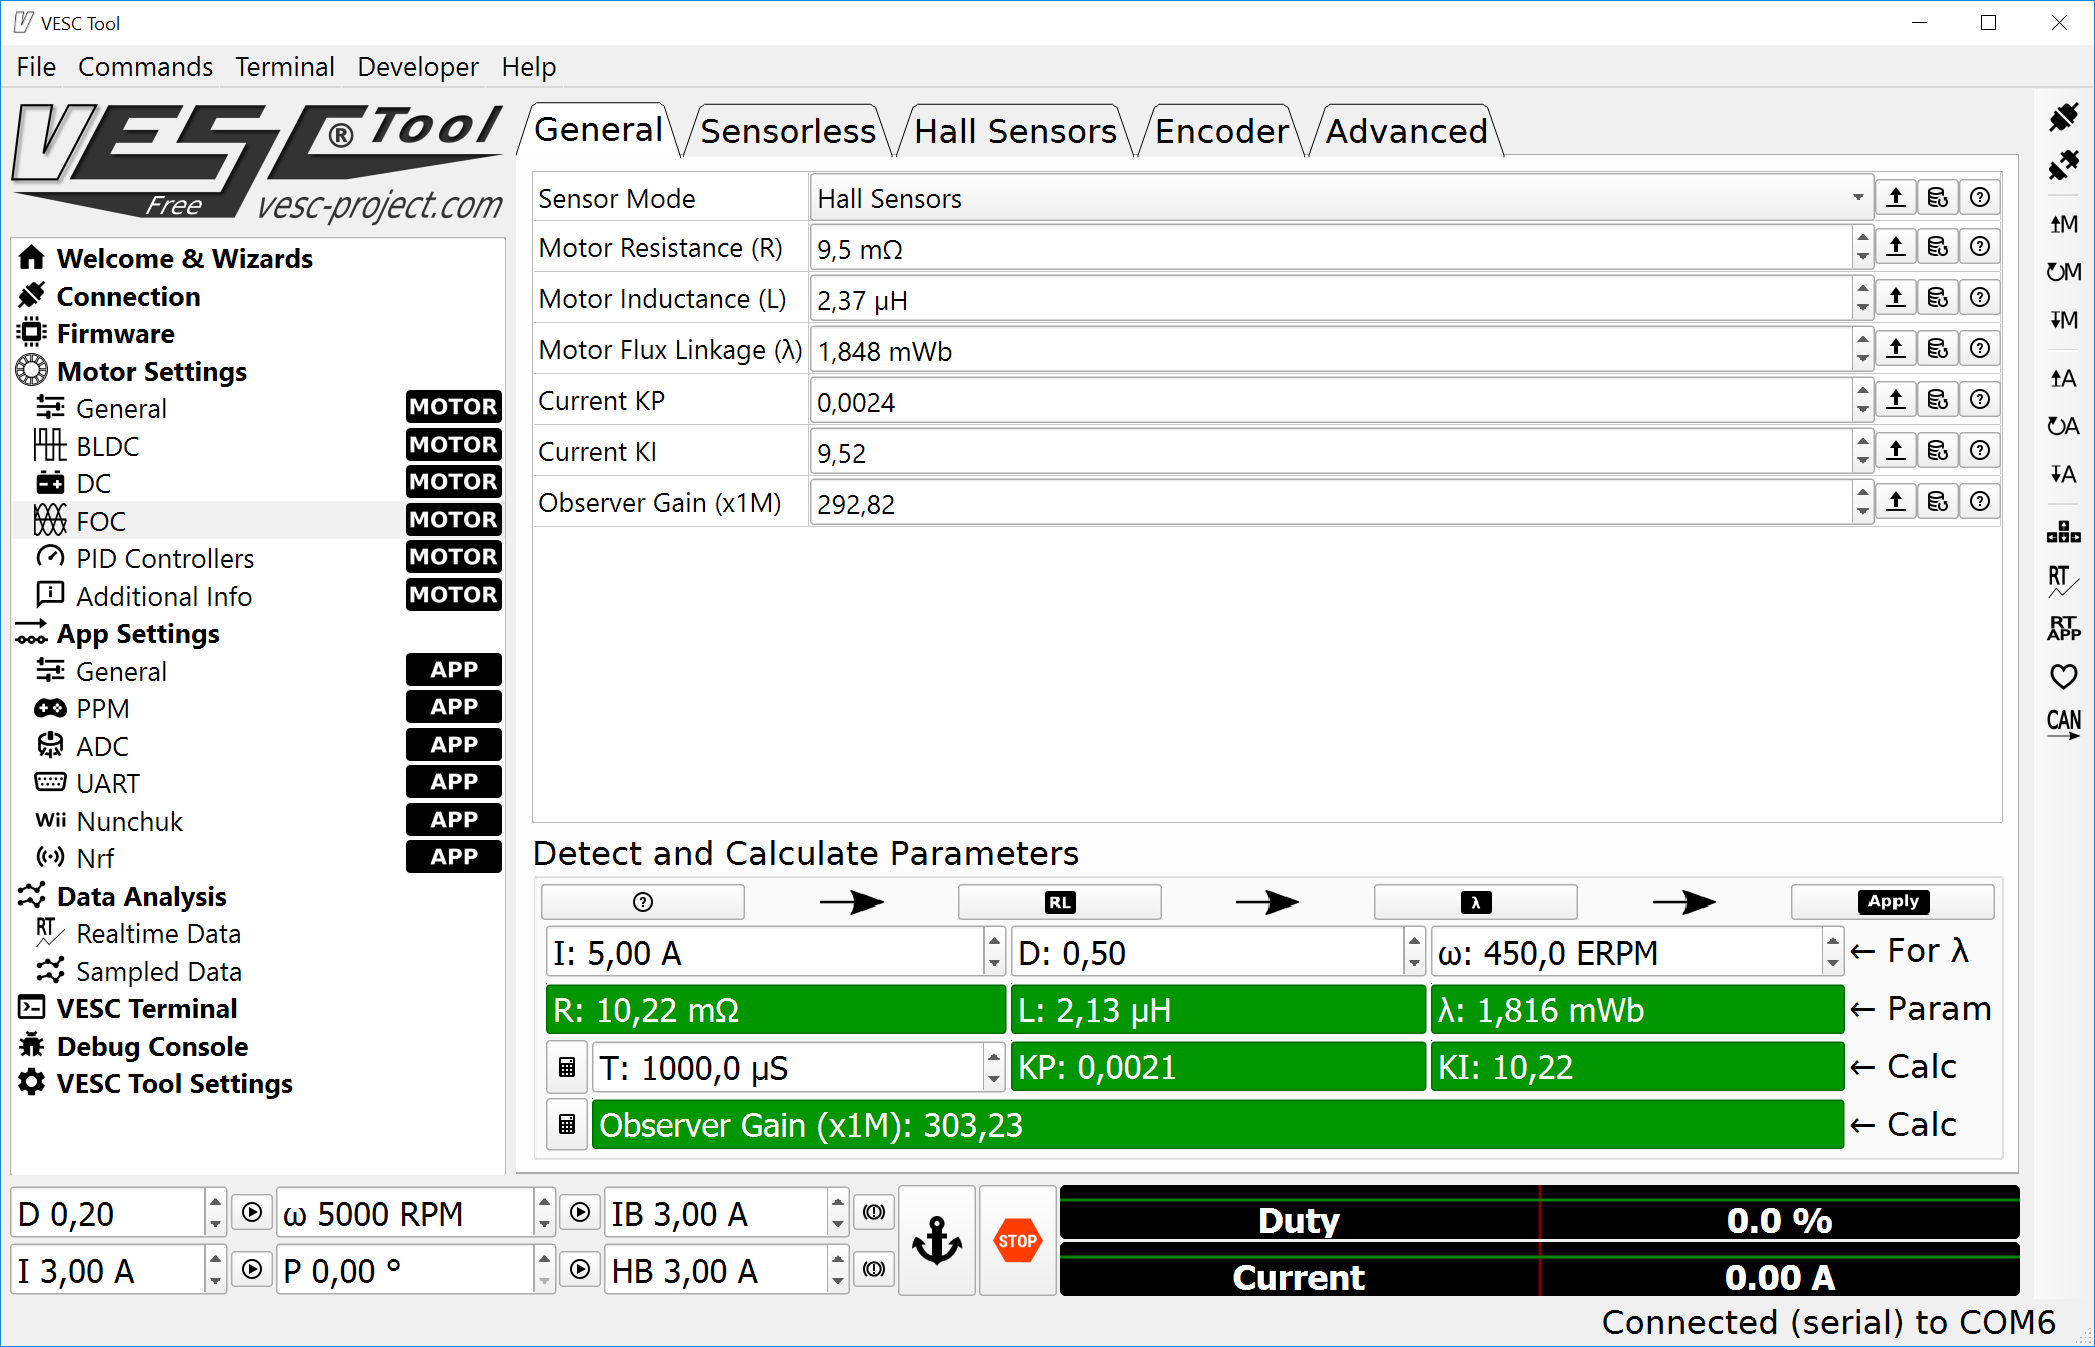 VESC Tool
File Commands Terminal Developer Help
VESC® Tool
Free vesc-project.com
Welcome & Wizards
Connection
Firmware
Motor Settings
General MOTOR
BLDC MOTOR
DC MOTOR
FOC MOTOR
PID Controllers MOTOR
Additional Info MOTOR
App Settings
General APP
PPM APP
ADC APP
UART APP
Wii Nunchuk APP
Nrf APP
Data Analysis
RT Realtime Data
Sampled Data
VESC Terminal
Debug Console
VESC Tool Settings
General Sensorless Hall Sensors Encoder Advanced
Sensor Mode Hall Sensors
Motor Resistance (R) 9,5 mΩ
Motor Inductance (L) 2,37 µH
Motor Flux Linkage (λ) 1,848 mWb
Current KP 0,0024
Current KI 9,52
Observer Gain (x1M) 292,82
Detect and Calculate Parameters
? RL λ Apply
I: 5,00 A D: 0,50 ω: 450,0 ERPM ← For λ
R: 10,22 mΩ L: 2,13 µH λ: 1,816 mWb ← Param
T: 1000,0 µS KP: 0,0021 KI: 10,22 ← Calc
Observer Gain (x1M): 303,23 ← Calc
M
M
M
A
A
A
RT
RT
APP
CAN
D 0,20 ω 5000 RPM IB 3,00 A
I 3,00 A P 0,00 ° HB 3,00 A
STOP
Duty 0.0 %
Current 0.00 A
Connected (serial) to COM6